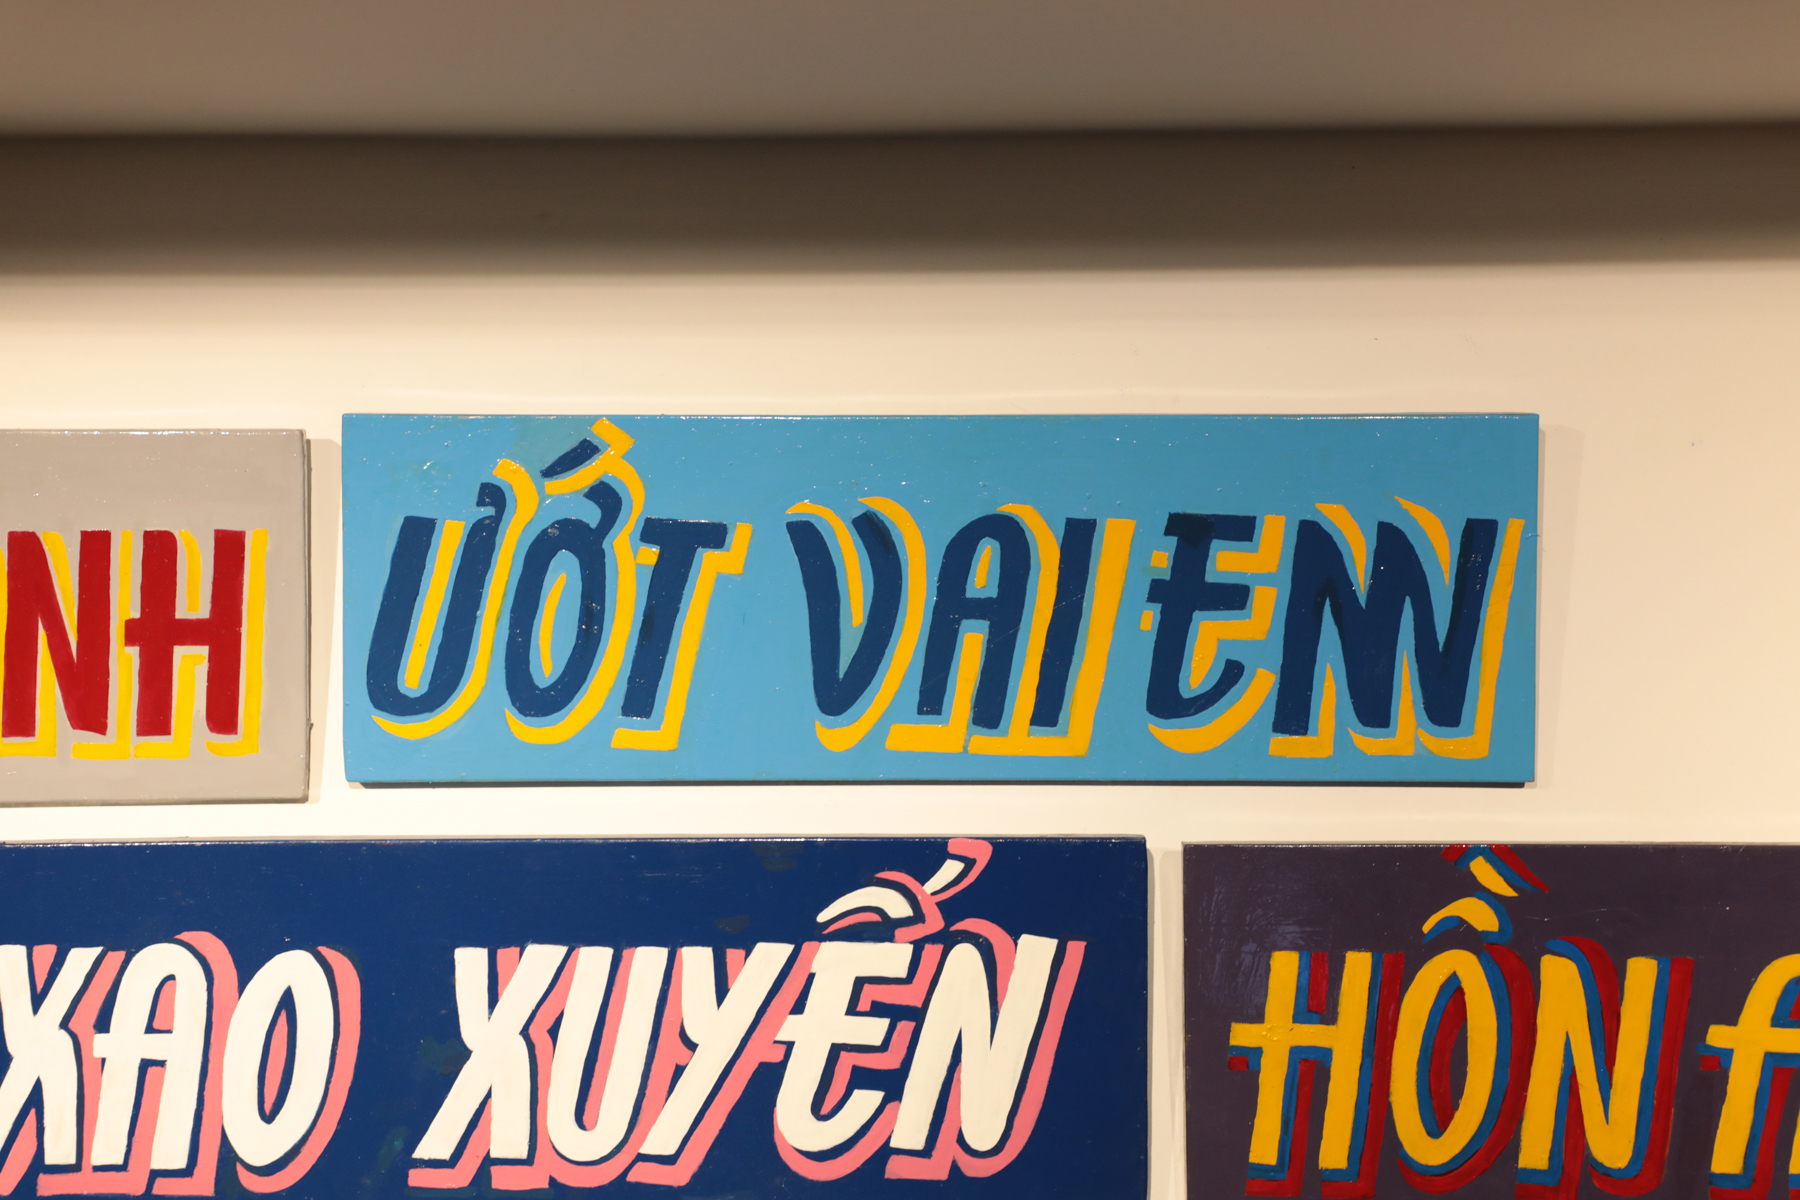 NH
ƯỚT VAI EM
XAO XUYẾN
HỒN